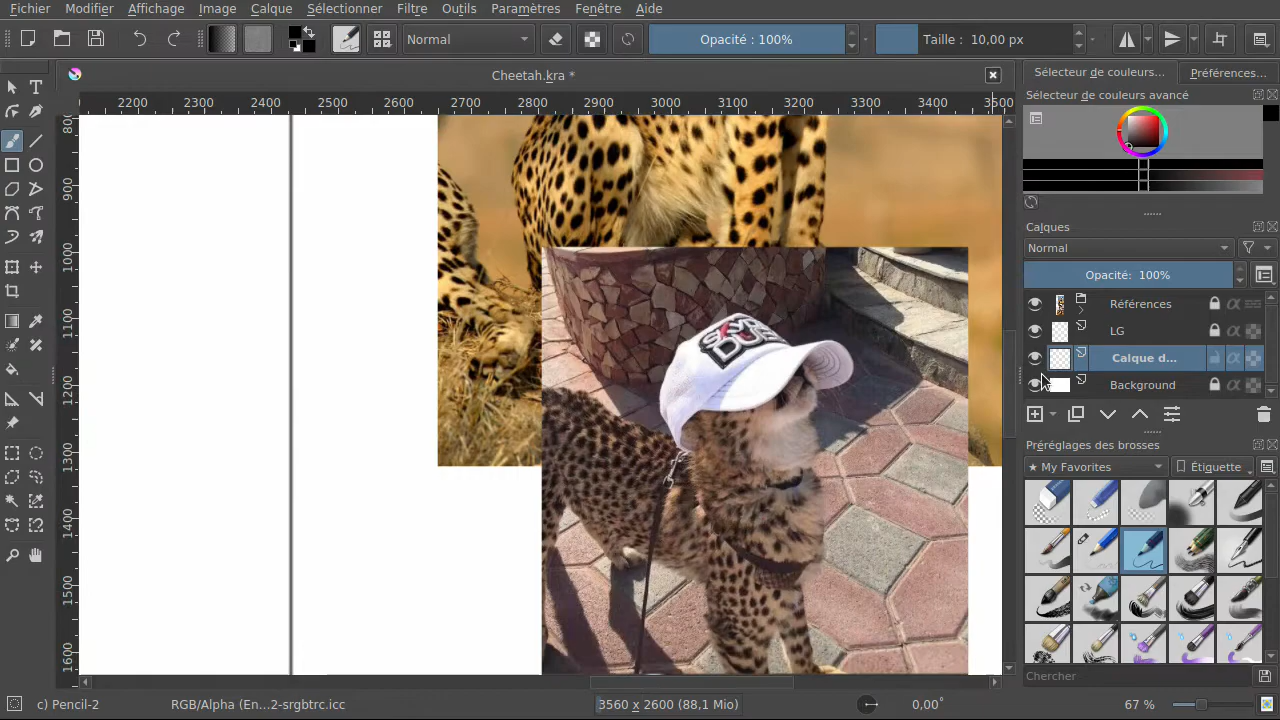 Fichier Modifier Affichage Image Calque Sélectionner Filtre Outils Paramètres Fenêtre Aide
Normal Opacité : 100% Taille : 10,00 px
Cheetah.kra *
Sélecteur de couleurs... Préférences...
Sélecteur de couleurs avancé
2200 2300 2400 2500 2600 2700 2800 2900 3000 3100 3200 3300 3400 3500
900
1000
1100
1200
1300
1400
1500
1600
DUB
Calques
Normal
Opacité: 100%
Références
LG
Calque d...
Background
Préréglages des brosses
My Favorites Étiquette
Chercher
c) Pencil-2 RGB/Alpha (En...2-srgbtrc.icc 3560 x 2600 (88,1 Mio) 0,00° 67 %